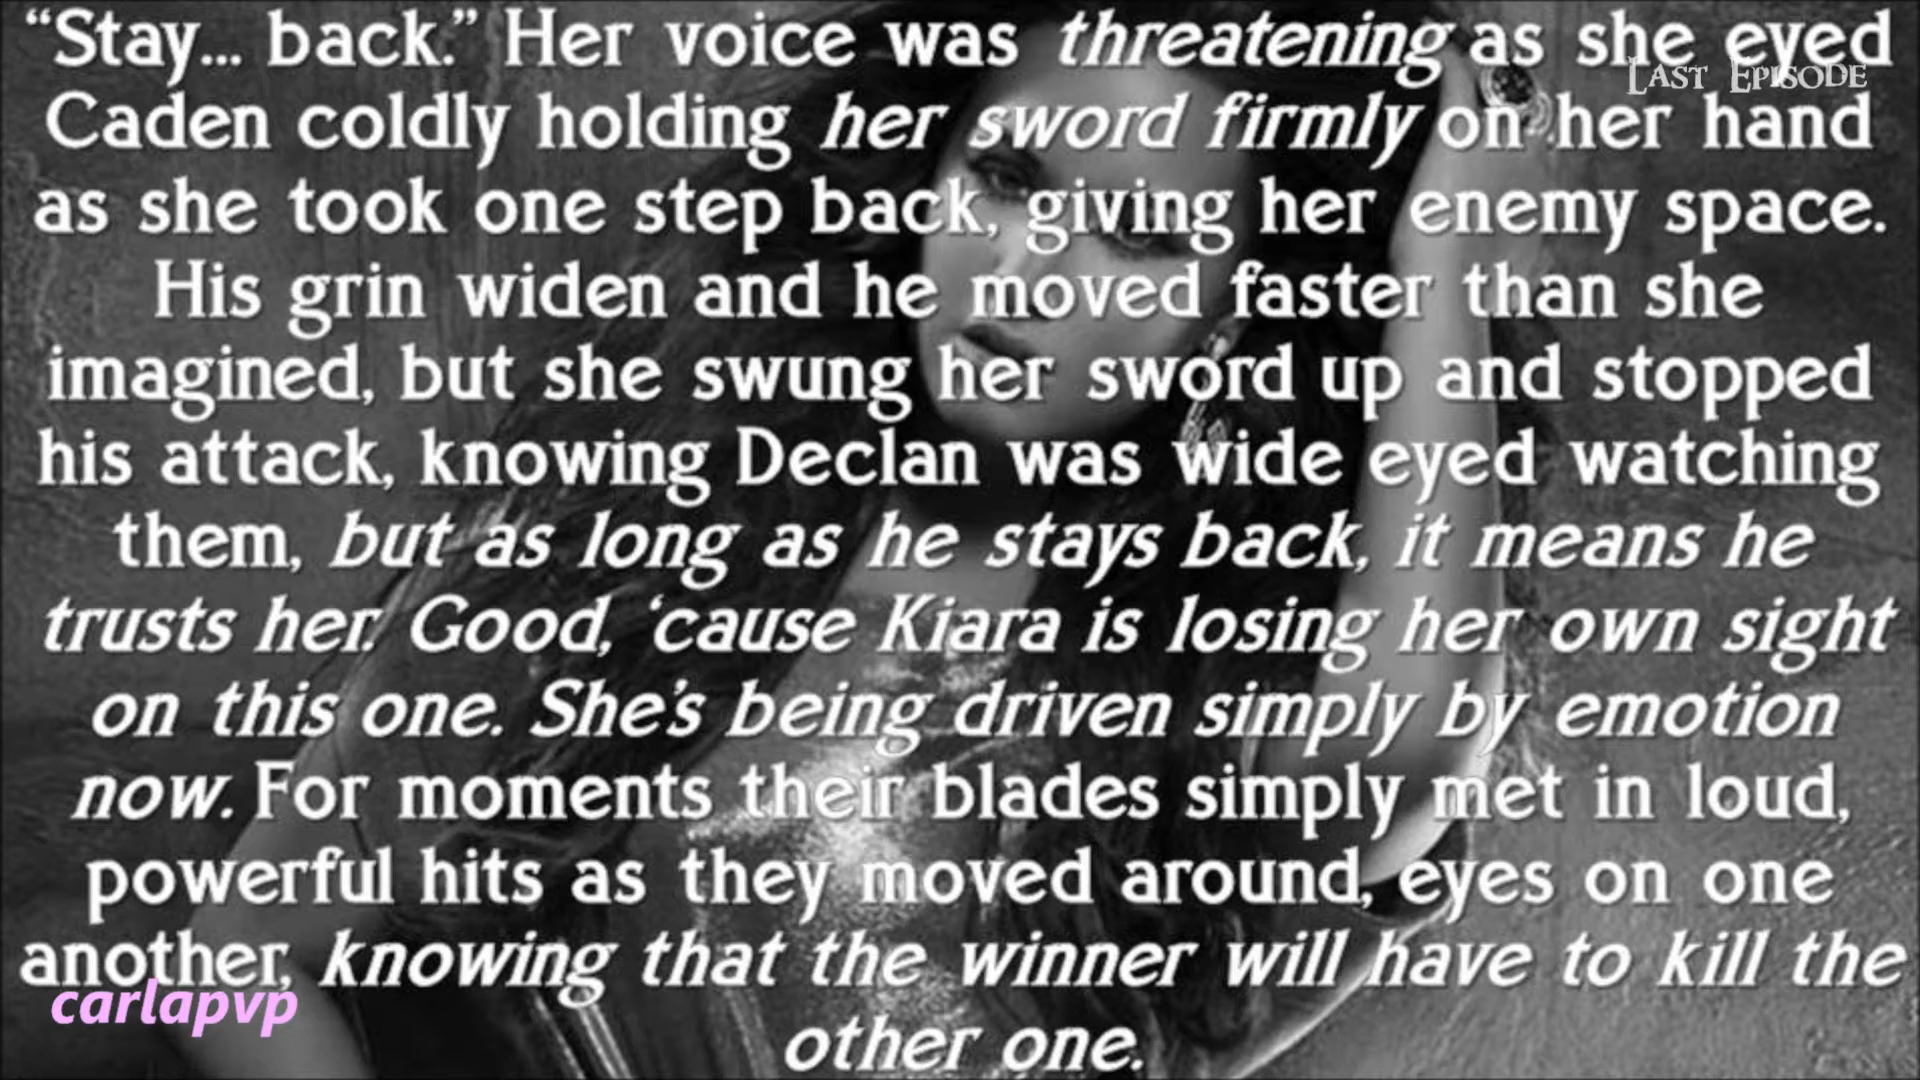 “Stay... back.” Her voice was threatening as she eyed
Last Episode
Caden coldly holding her sword firmly on her hand
as she took one step back, giving her enemy space.
His grin widen and he moved faster than she
imagined, but she swung her sword up and stopped
his attack, knowing Declan was wide eyed watching
them, but as long as he stays back, it means he
trusts her. Good, ‘cause Kiara is losing her own sight
on this one. She’s being driven simply by emotion
now. For moments their blades simply met in loud,
powerful hits as they moved around, eyes on one
another, knowing that the winner will have to kill the
carlapvp
other one.